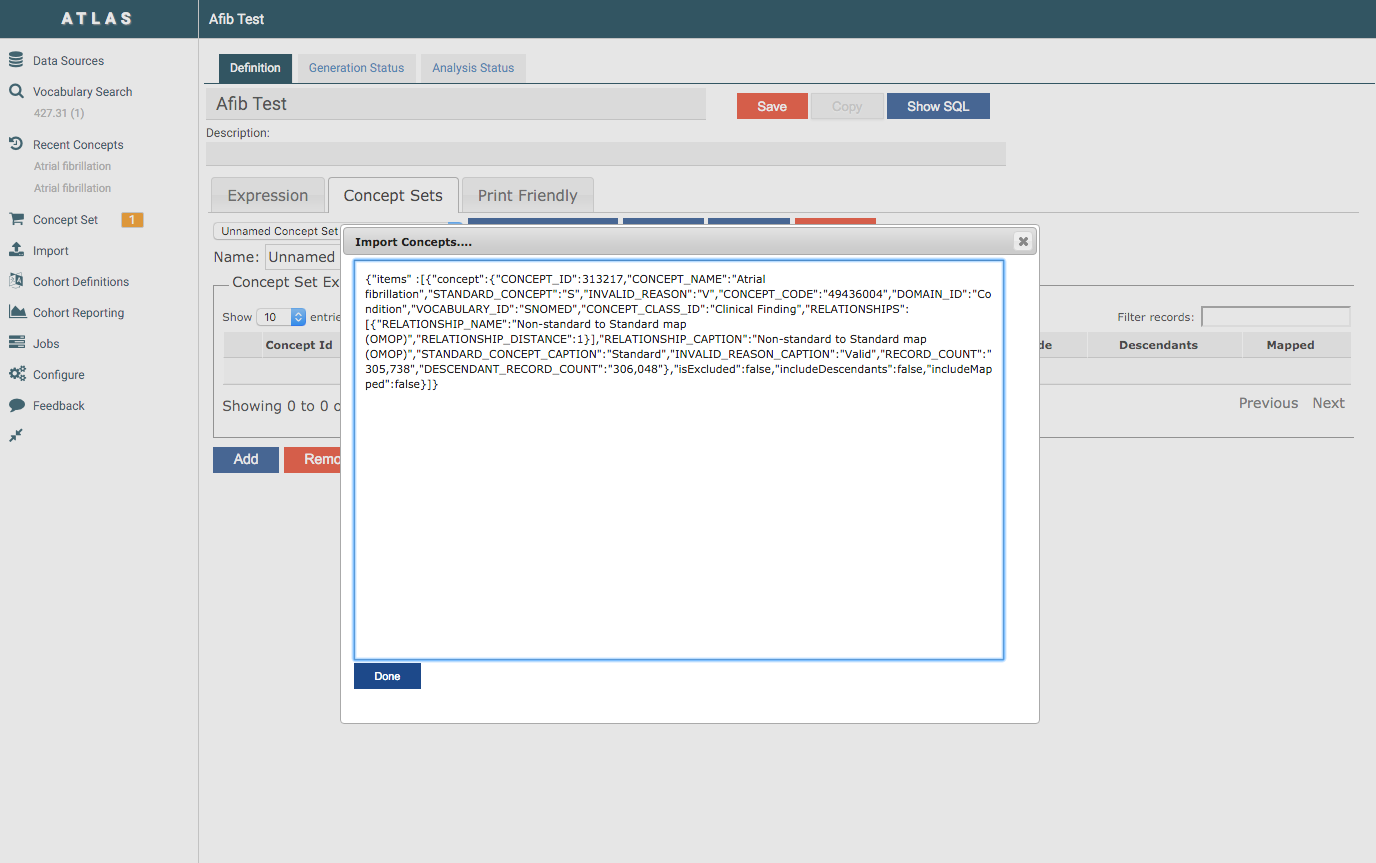 ATLAS
Afib Test
Data Sources
Vocabulary Search
427.31 (1)
Recent Concepts
Atrial fibrillation
Atrial fibrillation
Concept Set 1
Import
Cohort Definitions
Cohort Reporting
Jobs
Configure
Feedback
Definition Generation Status Analysis Status
Afib Test
Save Copy Show SQL
Description:
Expression Concept Sets Print Friendly
Unnamed Concept Set
Name: Unnamed
Concept Set Ex
Show 10 entrie
Filter records:
Concept Id
de Descendants Mapped
Showing 0 to 0 o
Previous Next
Add Remo
Import Concepts....
{"items" :[{"concept":{"CONCEPT_ID":313217,"CONCEPT_NAME":"Atrial
fibrillation","STANDARD_CONCEPT":"S","INVALID_REASON":"V","CONCEPT_CODE":"49436004","DOMAIN_ID":"Co
ndition","VOCABULARY_ID":"SNOMED","CONCEPT_CLASS_ID":"Clinical Finding","RELATIONSHIPS":
[{"RELATIONSHIP_NAME":"Non-standard to Standard map
(OMOP)","RELATIONSHIP_DISTANCE":1}],"RELATIONSHIP_CAPTION":"Non-standard to Standard map
(OMOP)","STANDARD_CONCEPT_CAPTION":"Standard","INVALID_REASON_CAPTION":"Valid","RECORD_COUNT":"
305,738","DESCENDANT_RECORD_COUNT":"306,048"},"isExcluded":false,"includeDescendants":false,"includeMap
ped":false}]}
Done